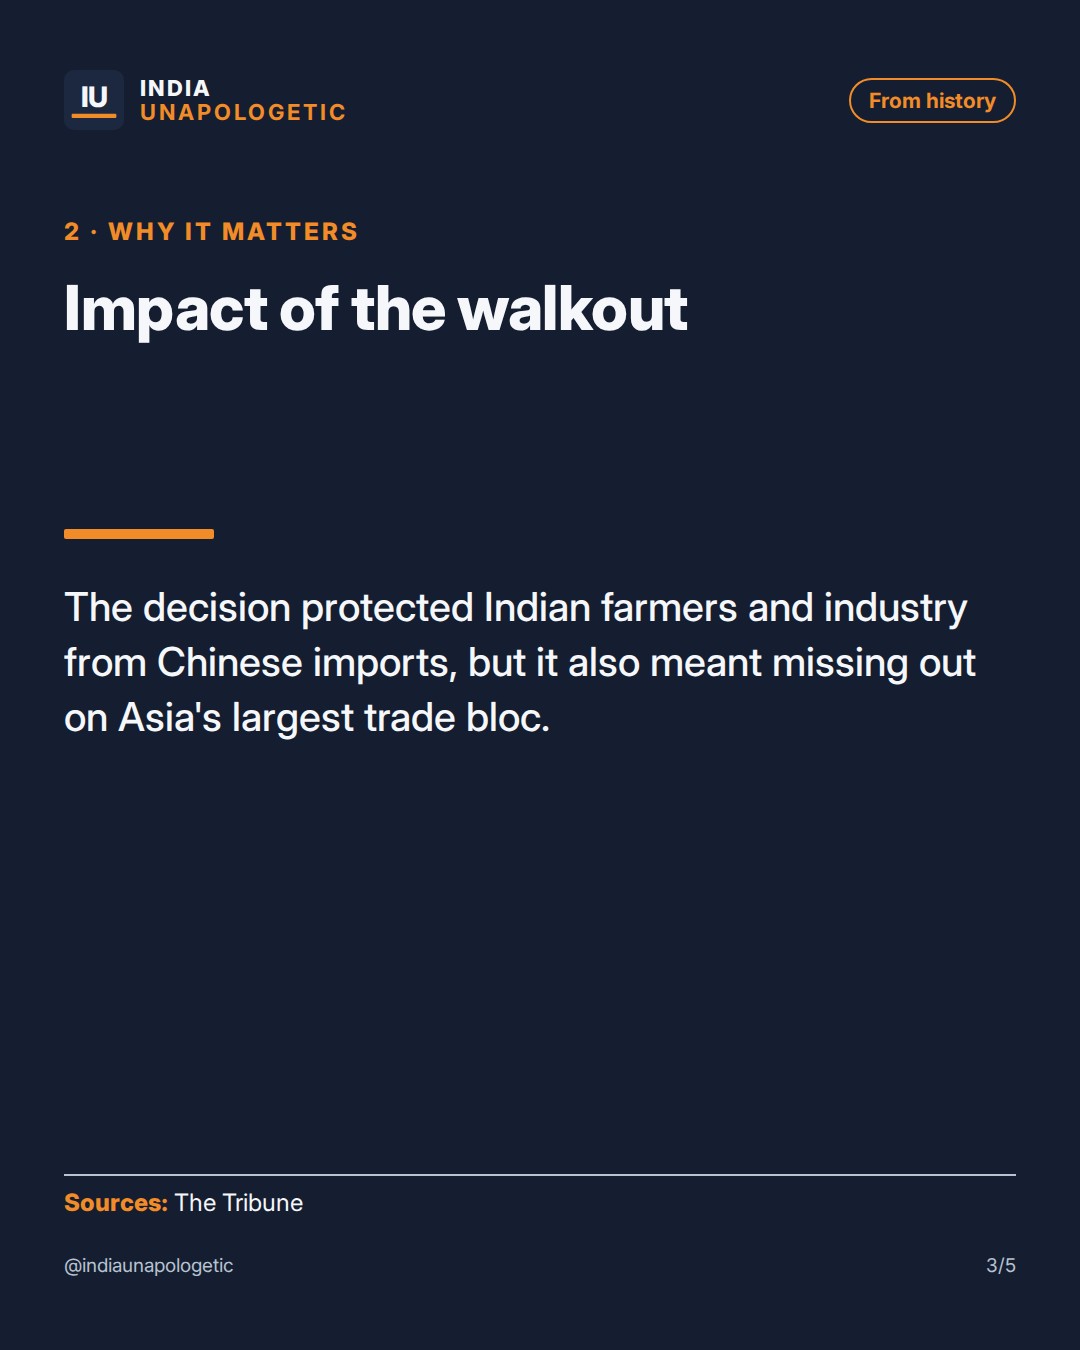 IU
INDIA
UNAPOLOGETIC
From history
2 · WHY IT MATTERS
Impact of the walkout
The decision protected Indian farmers and industry
from Chinese imports, but it also meant missing out
on Asia's largest trade bloc.
Sources: The Tribune
@indiaunapologetic
3/5